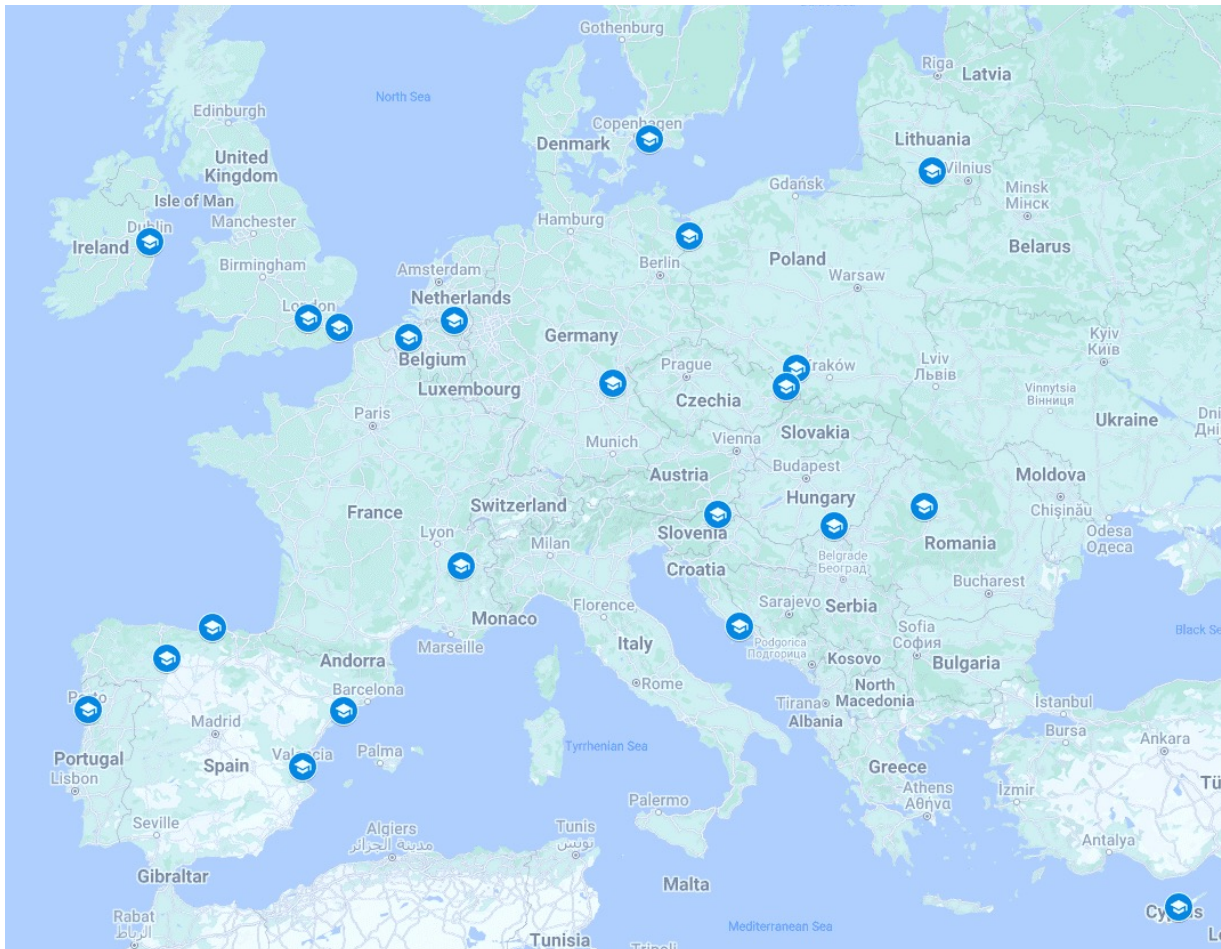 Gothenburg
Riga
Latvia
North Sea
Edinburgh
Copenhagen
Denmark
Lithuania
United
Kingdom
Vilnius
Gdańsk
Minsk
Мінск
Isle of Man
Hamburg
Dublin
Ireland
Manchester
Belarus
Birmingham
Amsterdam
Berlin
Poland
Warsaw
Netherlands
London
Germany
Kyiv
Київ
Belgium
Prague
Kraków
Lviv
Львів
Luxembourg
Czechia
Vinnytsia
Вінниця
Paris
Ukraine
Slovakia
Munich
Vienna
Budapest
Austria
Moldova
Switzerland
Hungary
Chișinău
France
Lyon
Milan
Slovenia
Odesa
Одеса
Romania
Belgrade
Београд
Croatia
Bucharest
Monaco
Florence
Sarajevo
Serbia
Marseille
Italy
Podgorica
Подгорица
Sofia
София
Black
Andorra
Kosovo
Bulgaria
Barcelona
Rome
North
Macedonia
Tirana
Albania
İstanbul
Madrid
Bursa
Ankara
Portugal
Spain
Palma
Tyrrhenian Sea
Greece
Lisbon
Athens
Αθήνα
İzmir
Palermo
Seville
Algiers
مدينة الجزائر
Tunis
تونس
Antalya
Gibraltar
Malta
Rabat
الرباط
Mediterranean Sea
Tunisia